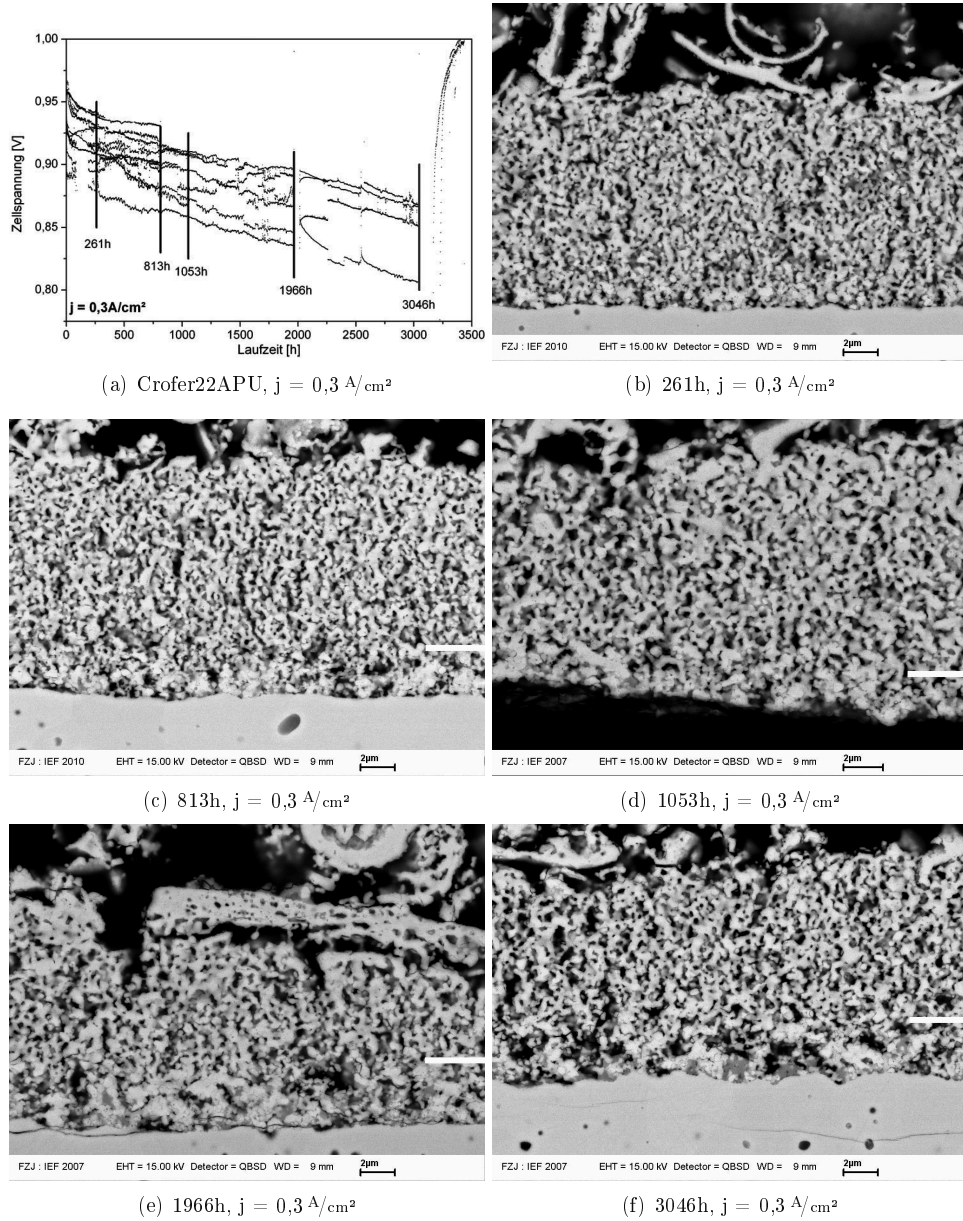 1,00
0,95
0,90
0,85
0,80
Zellspannung [V]
261h
813h
1053h
1966h
3046h
j = 0,3A/cm²
0 500 1000 1500 2000 2500 3000 3500
Laufzeit [h]
(a) Crofer22APU, j = 0,3 A/cm²
FZJ : IEF 2010 EHT = 15.00 kV Detector = QBSD WD = 9 mm 2µm
(b) 261h, j = 0,3 A/cm²
FZJ : IEF 2010 EHT = 15.00 kV Detector = QBSD WD = 9 mm 2µm
(c) 813h, j = 0,3 A/cm²
FZJ : IEF 2007 EHT = 15.00 kV Detector = QBSD WD = 9 mm 2µm
(d) 1053h, j = 0,3 A/cm²
FZJ : IEF 2007 EHT = 15.00 kV Detector = QBSD WD = 9 mm 2µm
(e) 1966h, j = 0,3 A/cm²
FZJ : IEF 2007 EHT = 15.00 kV Detector = QBSD WD = 9 mm 2µm
(f) 3046h, j = 0,3 A/cm²